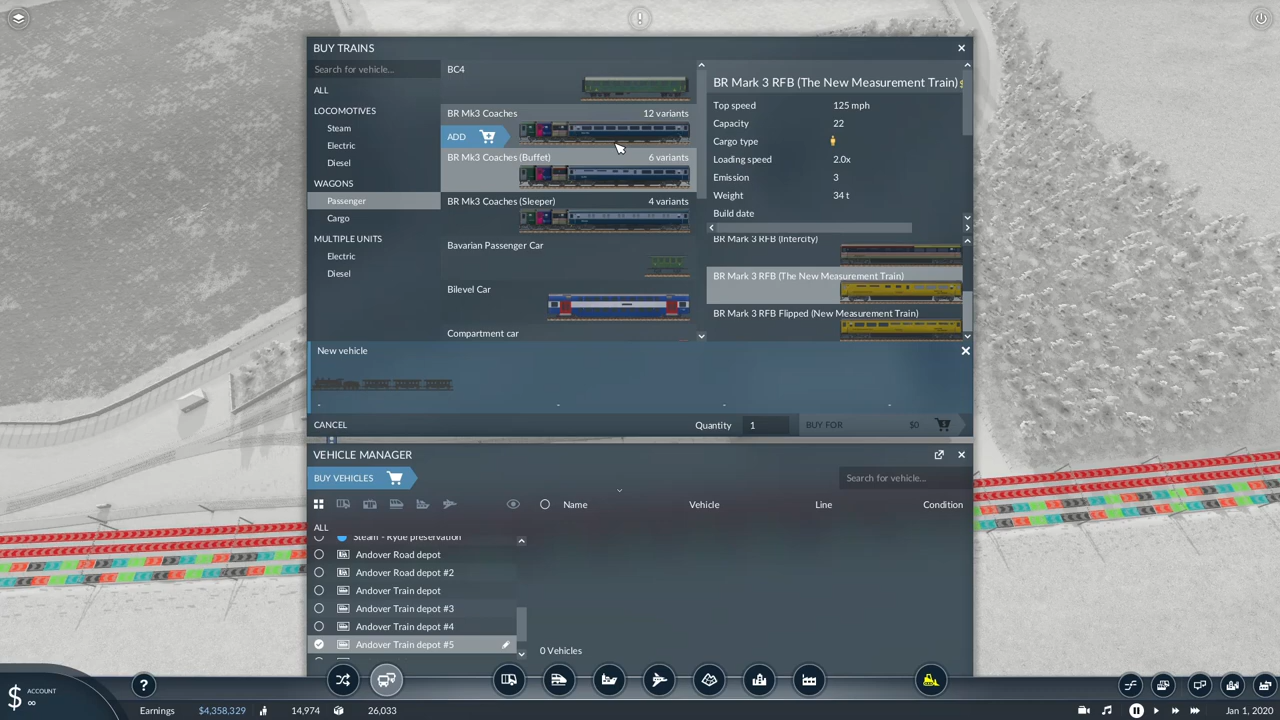 BUY TRAINS
Search for vehicle...
ALL
LOCOMOTIVES
Steam
Electric
Diesel
WAGONS
Passenger
Cargo
MULTIPLE UNITS
Electric
Diesel
BC4
BR Mk3 Coaches 12 variants
ADD
BR Mk3 Coaches (Buffet) 6 variants
BR Mk3 Coaches (Sleeper) 4 variants
Bavarian Passenger Car
Bilevel Car
Compartment car
BR Mark 3 RFB (The New Measurement Train)
Top speed 125 mph
Capacity 22
Cargo type
Loading speed 2.0x
Emission 3
Weight 34 t
Build date
BR Mark 3 RFB (Intercity)
BR Mark 3 RFB (The New Measurement Train)
BR Mark 3 RFB Flipped (New Measurement Train)
New vehicle
- - - -
CANCEL Quantity 1 BUY FOR $0
VEHICLE MANAGER
BUY VEHICLES Search for vehicle...
Name Vehicle Line Condition
ALL
Steam - Ryde preservation
Andover Road depot
Andover Road depot #2
Andover Train depot
Andover Train depot #3
Andover Train depot #4
Andover Train depot #5
0 Vehicles
$ ACCOUNT ∞
?
Earnings $4,358,329 14,974 26,033 Jan 1, 2020